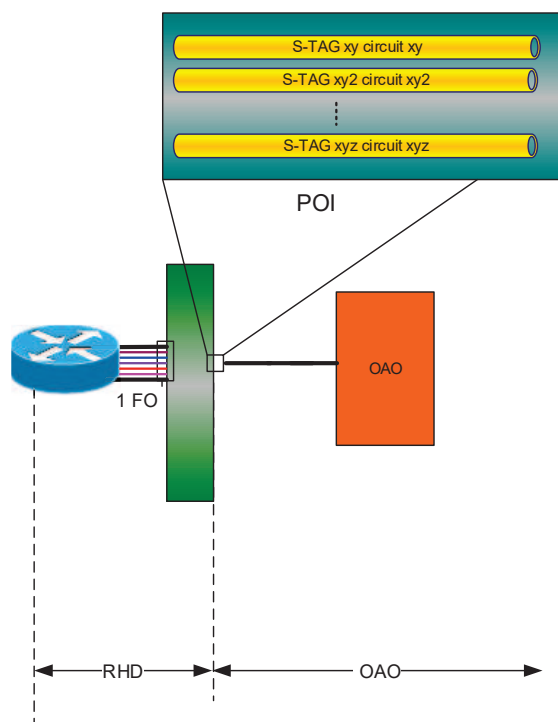 S-TAG xy circuit xy
S-TAG xy2 circuit xy2
S-TAG xyz circuit xyz
POI
OAO
1 FO
RHD
OAO